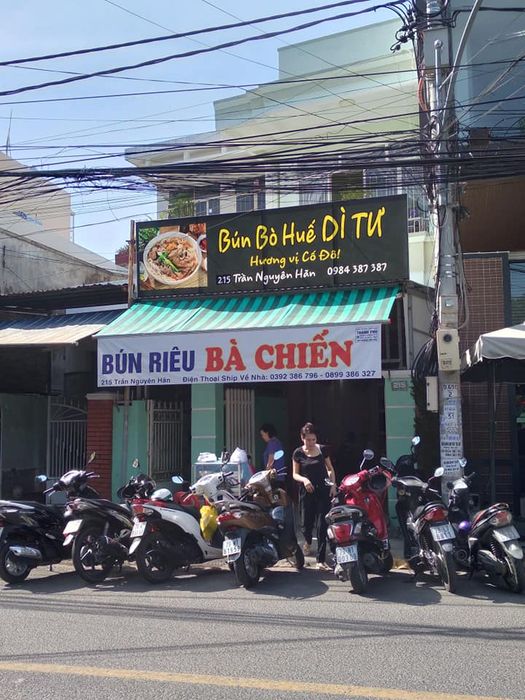 Bún Bò Huế DÌ TƯ
Hương vị Cố Đô!
215 Trần Nguyên Hãn 0984 387 387
BÚN RIÊU BÀ CHIẾN
215 Trần Nguyên Hãn Điện Thoại Ship Về Nhà: 0392 386 796 - 0899 386 327
215